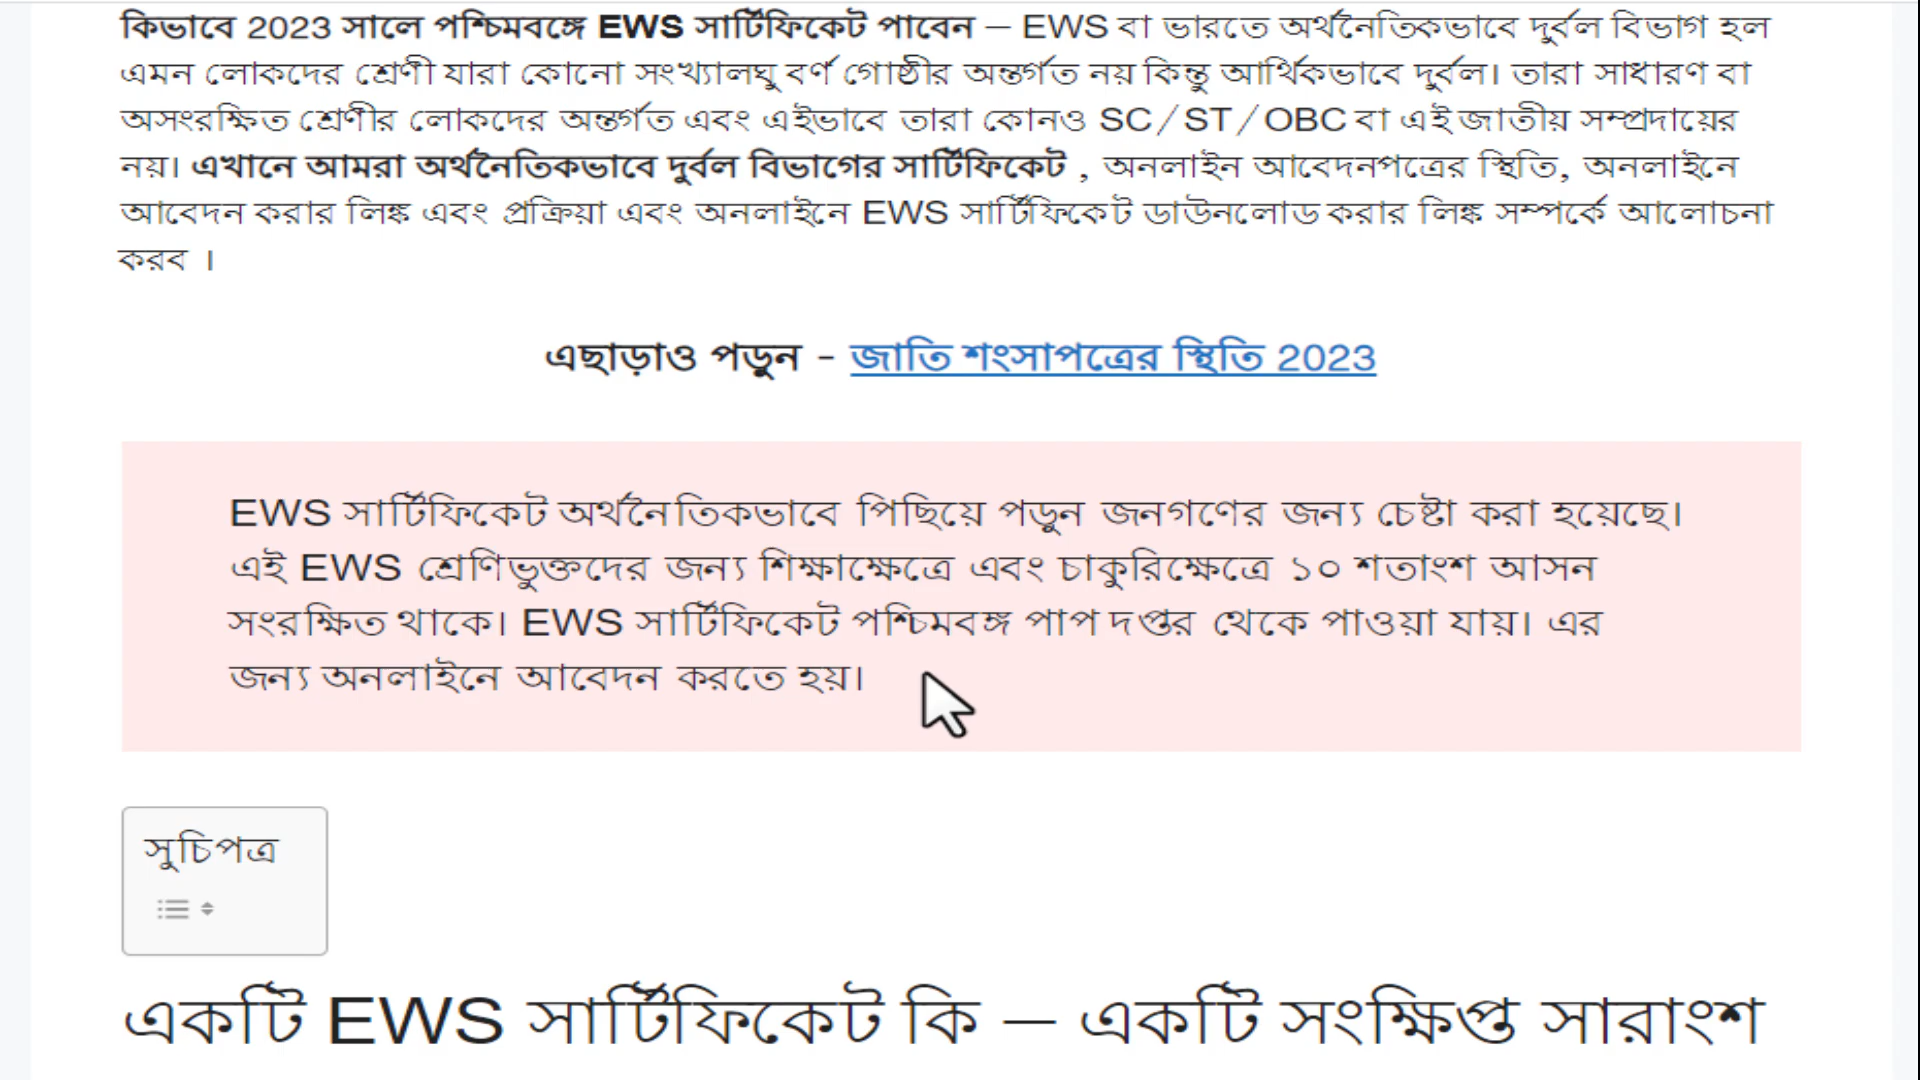 কিভাবে 2023 সালে পশ্চিমবঙ্গে EWS সার্টিফিকেট পাবেন – EWS বা ভারতে অর্থনৈতিকভাবে দুর্বল বিভাগ হল
এমন লোকদের শ্রেণী যারা কোনো সংখ্যালঘু বর্ণ গোষ্ঠীর অন্তর্গত নয় কিন্তু আর্থিকভাবে দুর্বল। তারা সাধারণ বা
অসংরক্ষিত শ্রেণীর লোকদের অন্তর্গত এবং এইভাবে তারা কোনও SC/ST/OBC বা এই জাতীয় সম্প্রদায়ের
নয়। এখানে আমরা অর্থনৈতিকভাবে দুর্বল বিভাগের সার্টিফিকেট , অনলাইন আবেদনপত্রের স্থিতি, অনলাইনে
আবেদন করার লিঙ্ক এবং প্রক্রিয়া এবং অনলাইনে EWS সার্টিফিকেট ডাউনলোড করার লিঙ্ক সম্পর্কে আলোচনা
করব ।
এছাড়াও পড়ুন - জাতি শংসাপত্রের স্থিতি 2023
EWS সার্টিফিকেট অর্থনৈতিকভাবে পিছিয়ে পড়ুন জনগণের জন্য চেষ্টা করা হয়েছে।
এই EWS শ্রেণিভুক্তদের জন্য শিক্ষাক্ষেত্রে এবং চাকুরিক্ষেত্রে ১০ শতাংশ আসন
সংরক্ষিত থাকে। EWS সার্টিফিকেট পশ্চিমবঙ্গ পাপ দপ্তর থেকে পাওয়া যায়। এর
জন্য অনলাইনে আবেদন করতে হয়।
সুচিপত্র
একটি EWS সার্টিফিকেট কি – একটি সংক্ষিপ্ত সারাংশ